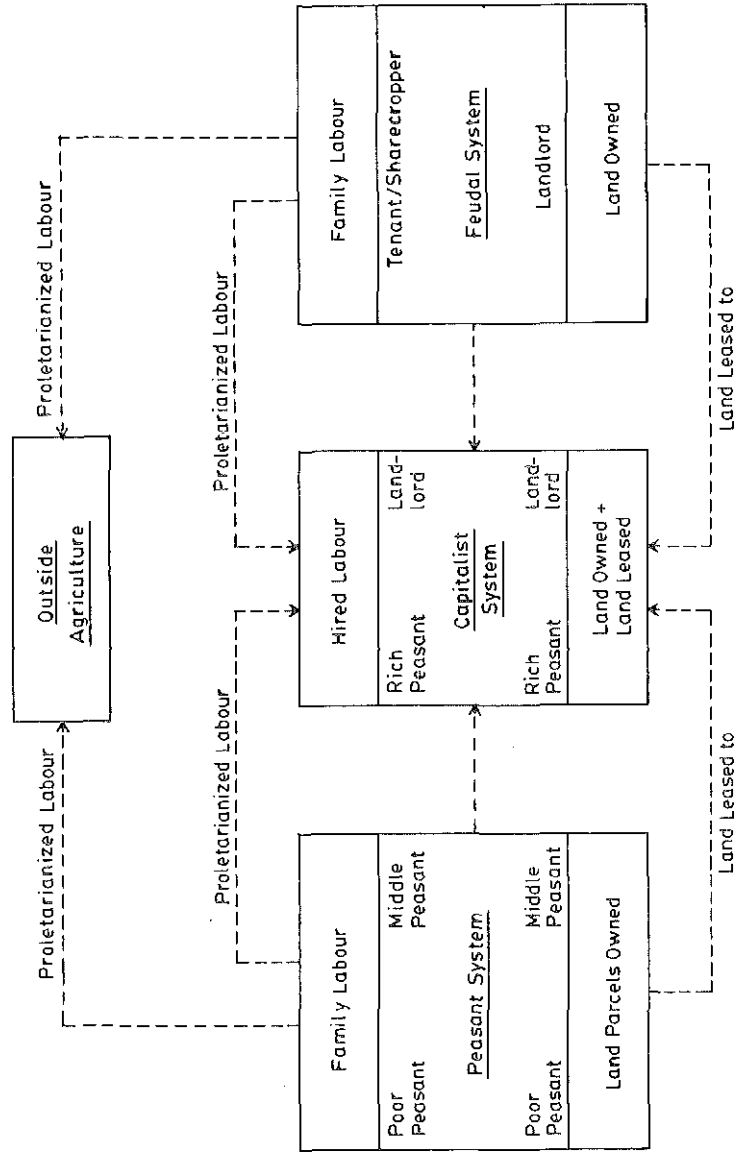 Outside
Agriculture
Proletarianized Labour
Proletarianized Labour
Proletarianized Labour
Proletarianized Labour
Family Labour
Poor
Peasant
Middle
Peasant
Peasant System
Poor
Peasant
Middle
Peasant
Land Parcels Owned
Hired Labour
Rich
Peasant
Land-
lord
Capitalist
System
Rich
Peasant
Land-
lord
Land Owned +
Land Leased
Family Labour
Tenant/Sharecropper
Feudal System
Landlord
Land Owned
Land Leased to
Land Leased to